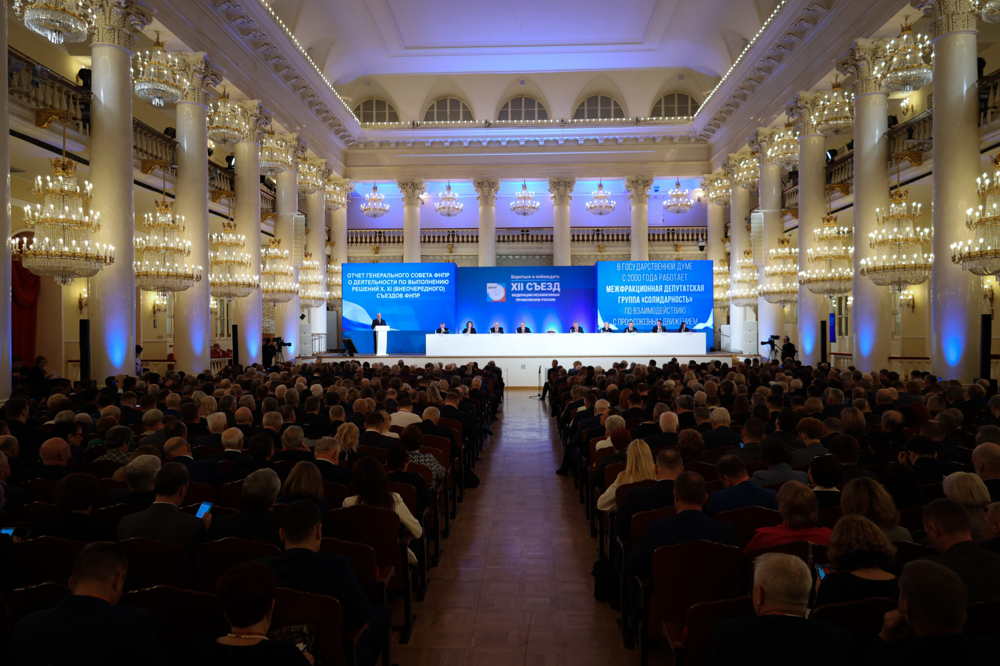 ОТЧЕТ ГЕНЕРАЛЬНОГО СОВЕТА ФНПР
О ДЕЯТЕЛЬНОСТИ ПО ВЫПОЛНЕНИЮ
РЕШЕНИЙ X, XI (ВНЕОЧЕРЕДНОГО)
СЪЕЗДОВ ФНПР
ФНПР
Бороться и побеждать
XII СЪЕЗД
ФЕДЕРАЦИИ НЕЗАВИСИМЫХ
ПРОФСОЮЗОВ РОССИИ
В ГОСУДАРСТВЕННОЙ ДУМЕ
С 2000 ГОДА РАБОТАЕТ
МЕЖФРАКЦИОННАЯ ДЕПУТАТСКАЯ
ГРУППА «СОЛИДАРНОСТЬ»
ПО ВЗАИМОДЕЙСТВИЮ
С ПРОФСОЮЗНЫМ ДВИЖЕНИЕМ